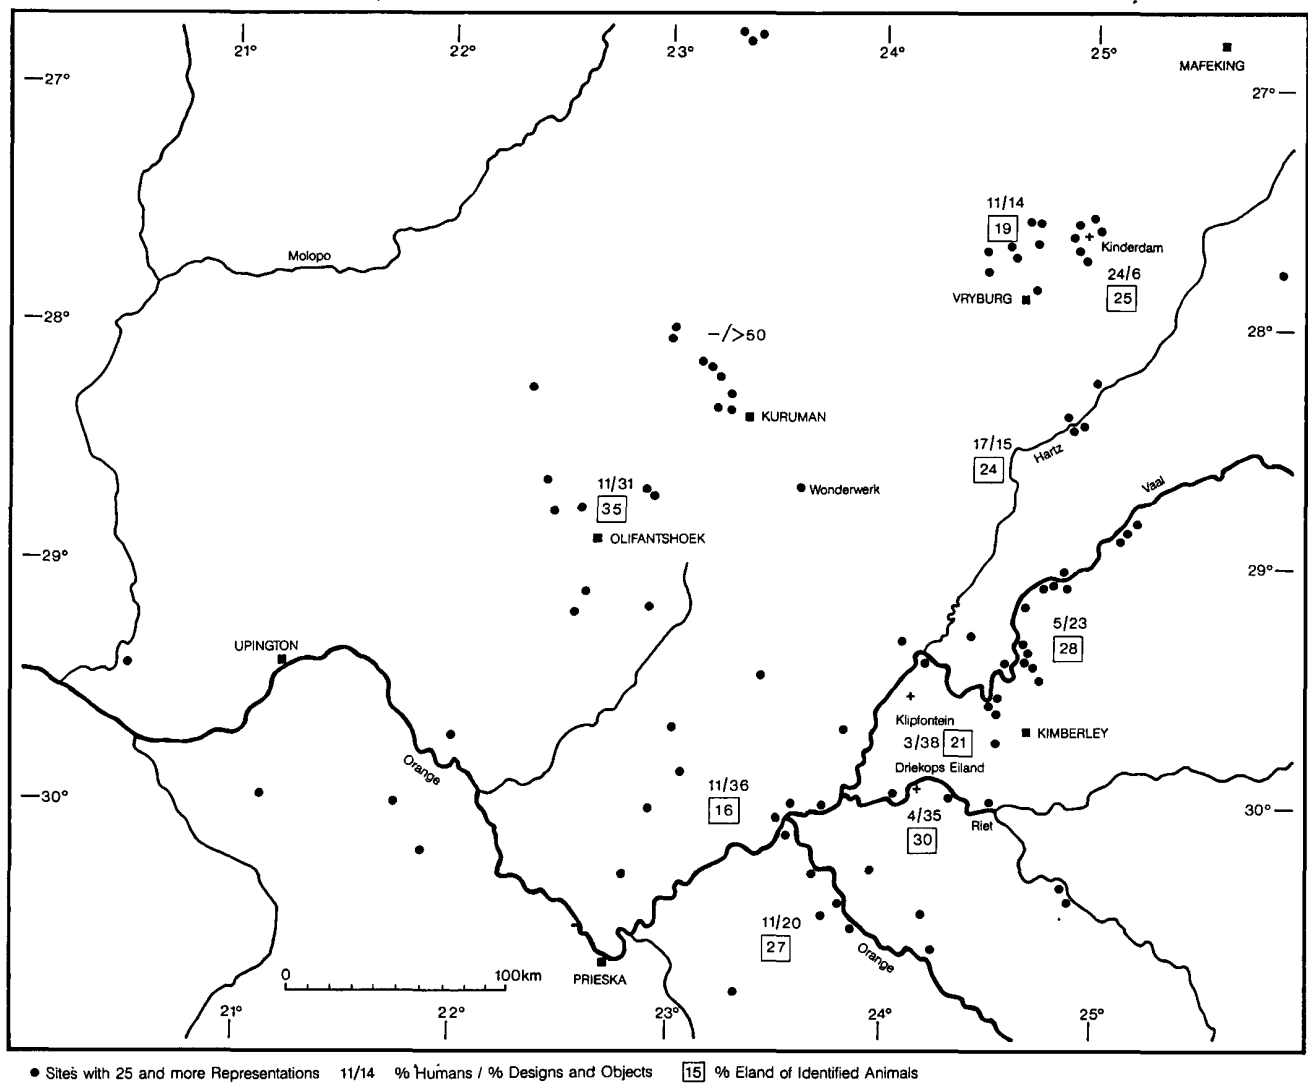 21° 22° 23° 24° 25°
MAFEKING
27° 27°
11/14
19
Kinderdam
Molopo
24/6
25
VRYBURG
28° 28°
–/>50
KURUMAN
17/15
24
Hartz
Vaal
11/31
35
Wonderwerk
OLIFANTSHOEK
29° 29°
5/23
28
UPINGTON
Klipfontein
3/38 21
KIMBERLEY
Orange
Driekops Eiland
30° 30°
11/36
16
4/35
30
Riet
11/20
27
Orange
0 100km
PRIESKA
21° 22° 23° 24° 25°
Sites with 25 and more Representations 11/14 % Humans / % Designs and Objects 15 % Eland of Identified Animals